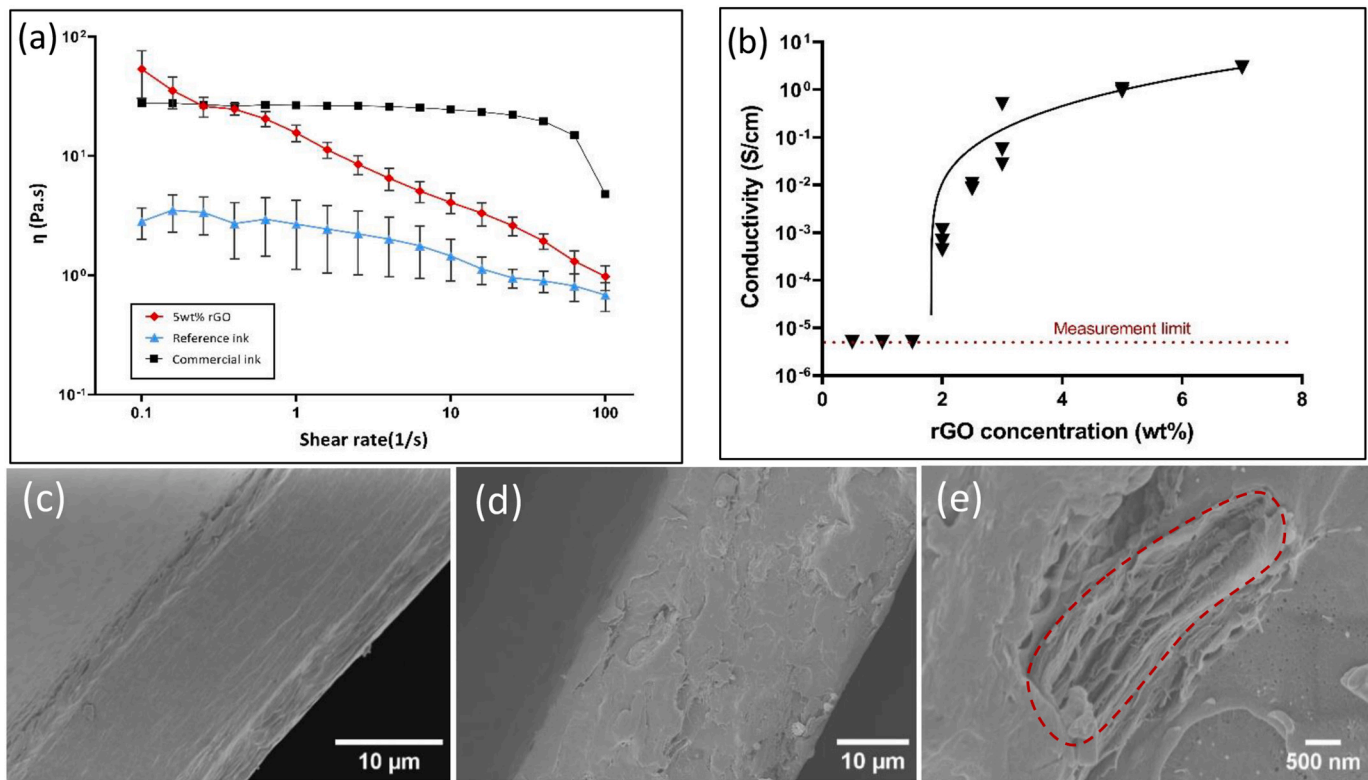 (a)
10²
10¹
10⁰
10⁻¹
η (Pa.s)
5wt% rGO
Reference ink
Commercial ink
0.1 1 10 100
Shear rate(1/s)
(b)
10¹
10⁰
10⁻¹
10⁻²
10⁻³
10⁻⁴
10⁻⁵
10⁻⁶
Conductivity (S/cm)
Measurement limit
0 2 4 6 8
rGO concentration (wt%)
(c)
10 µm
(d)
10 µm
(e)
500 nm